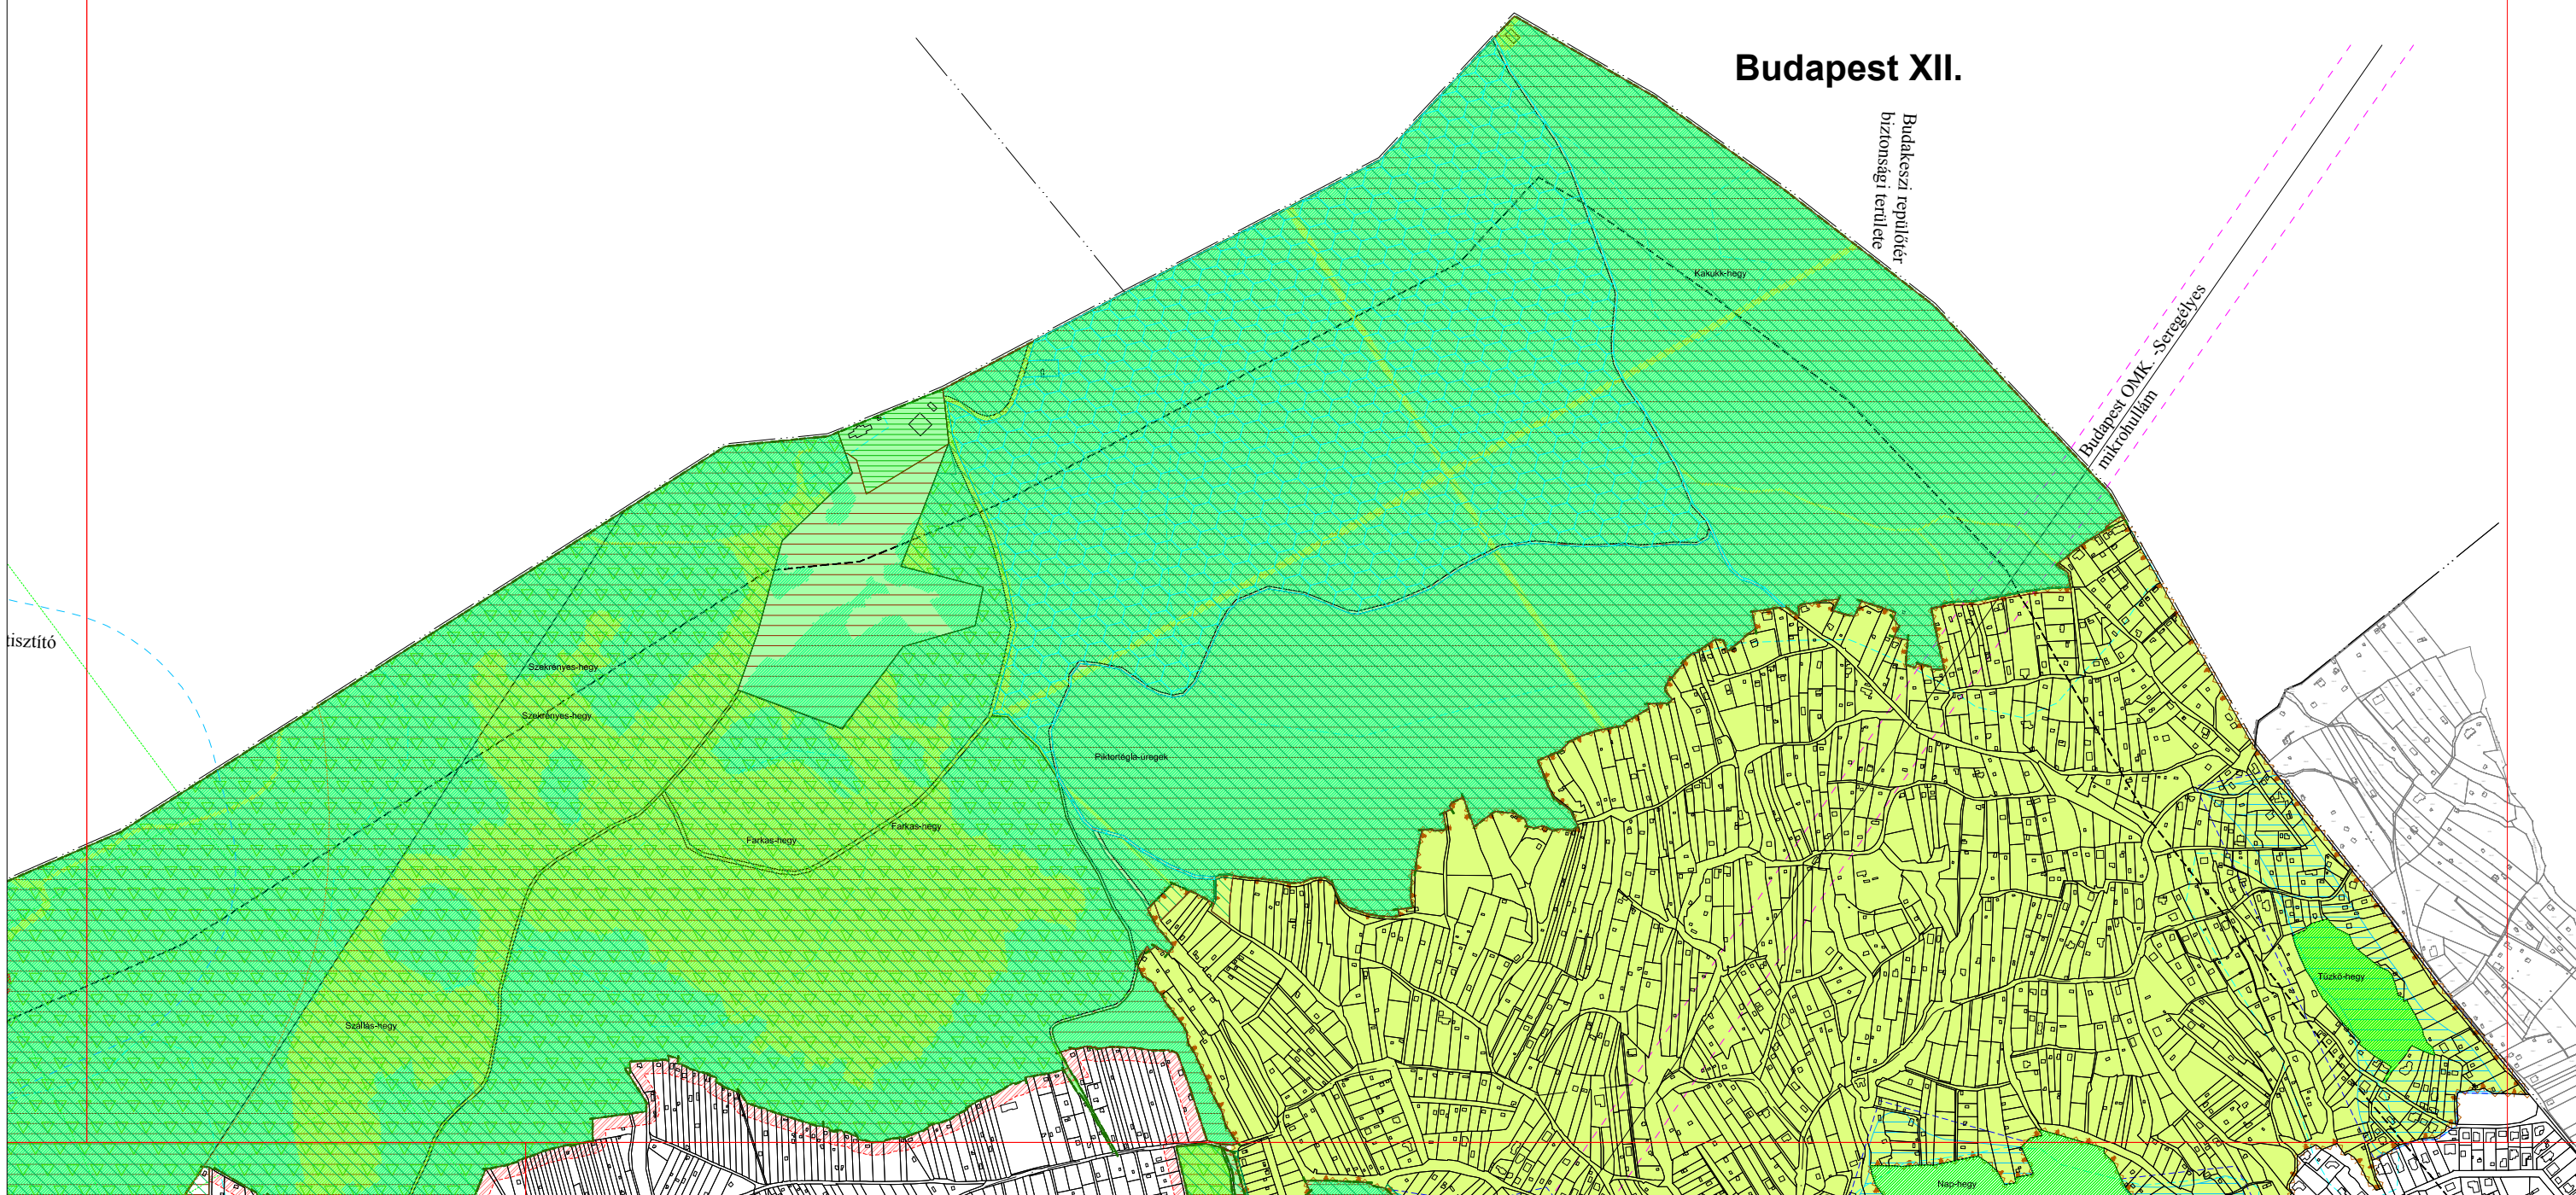 Budapest XII.
Budakeszi repülőtér
biztonsági területe
Kakukk-hegy
Budapest OMK. -Seregélyes
mikrohullám
tisztító
Szekrényes-hegy
Szekrényes-hegy
Piktortégla-üregek
Farkas-hegy
Farkas-hegy
Tűzkő-hegy
Szállás-hegy
Nap-hegy